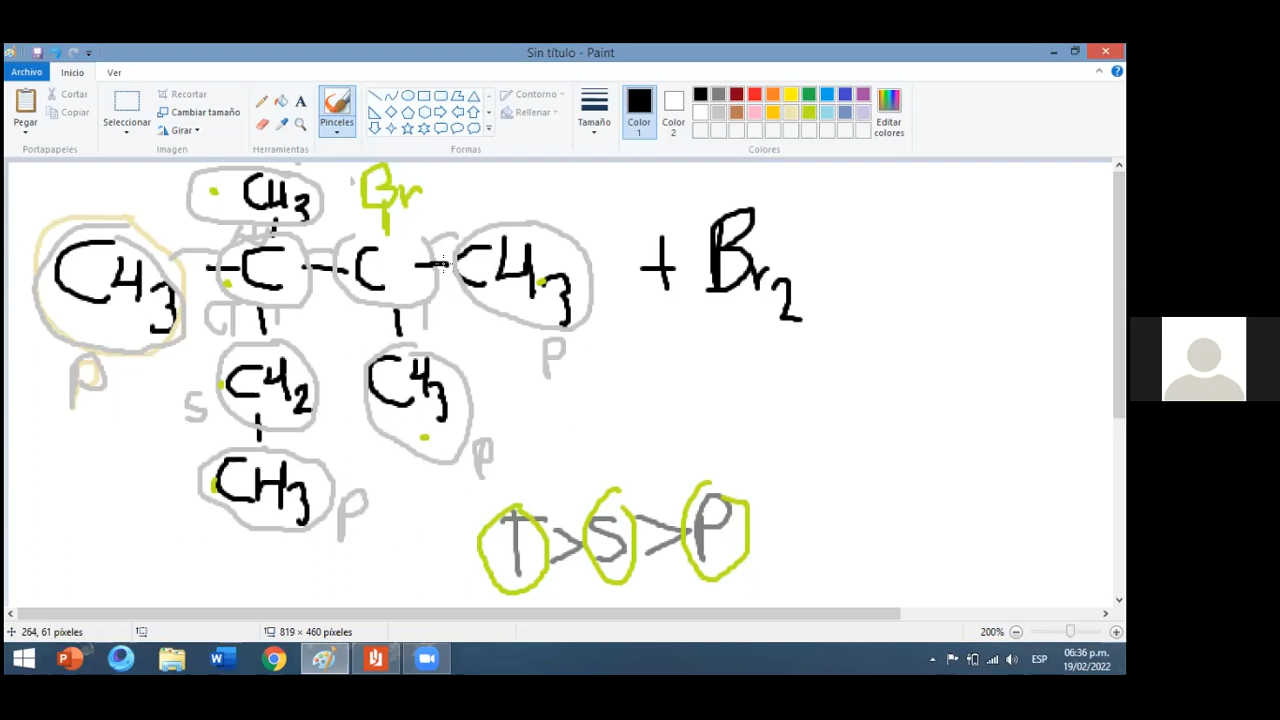 Sin título - Paint
Archivo Inicio Ver
Pegar
Cortar
Copiar
Portapapeles
Seleccionar
Recortar
Cambiar tamaño
Girar
Imagen
A
Herramientas
Pinceles
Contorno
Rellenar
Formas
Tamaño
Color 1
Color 2
Editar colores
Colores
CH3 Br
CH3 - C - C - CH3 + Br2
P
P
S CH2 CH3
P
CH3 P
T > S > P
264, 61 píxeles
819 × 460 píxeles
200%
ESP
06:36 p.m.
19/02/2022